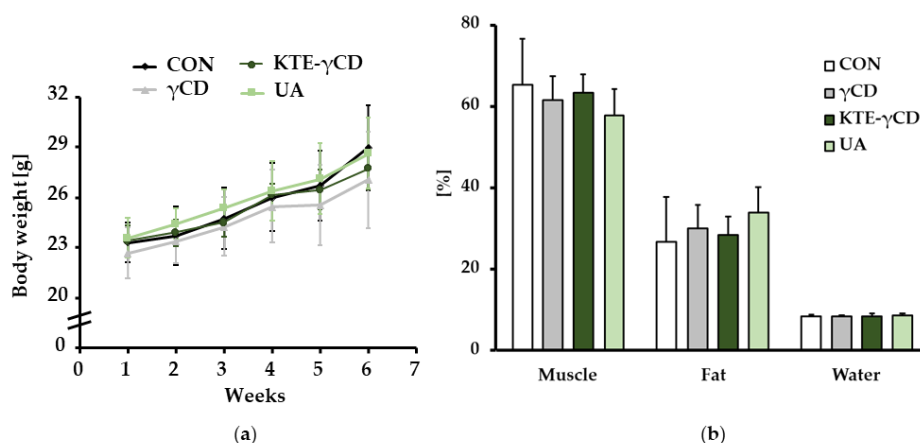 CON
KTE-γCD
γCD
UA
Body weight [g]
32
29
26
23
20
0
0
1
2
3
4
5
6
7
Weeks
(a)
[%]
80
60
40
20
0
CON
γCD
KTE-γCD
UA
Muscle
Fat
Water
(b)